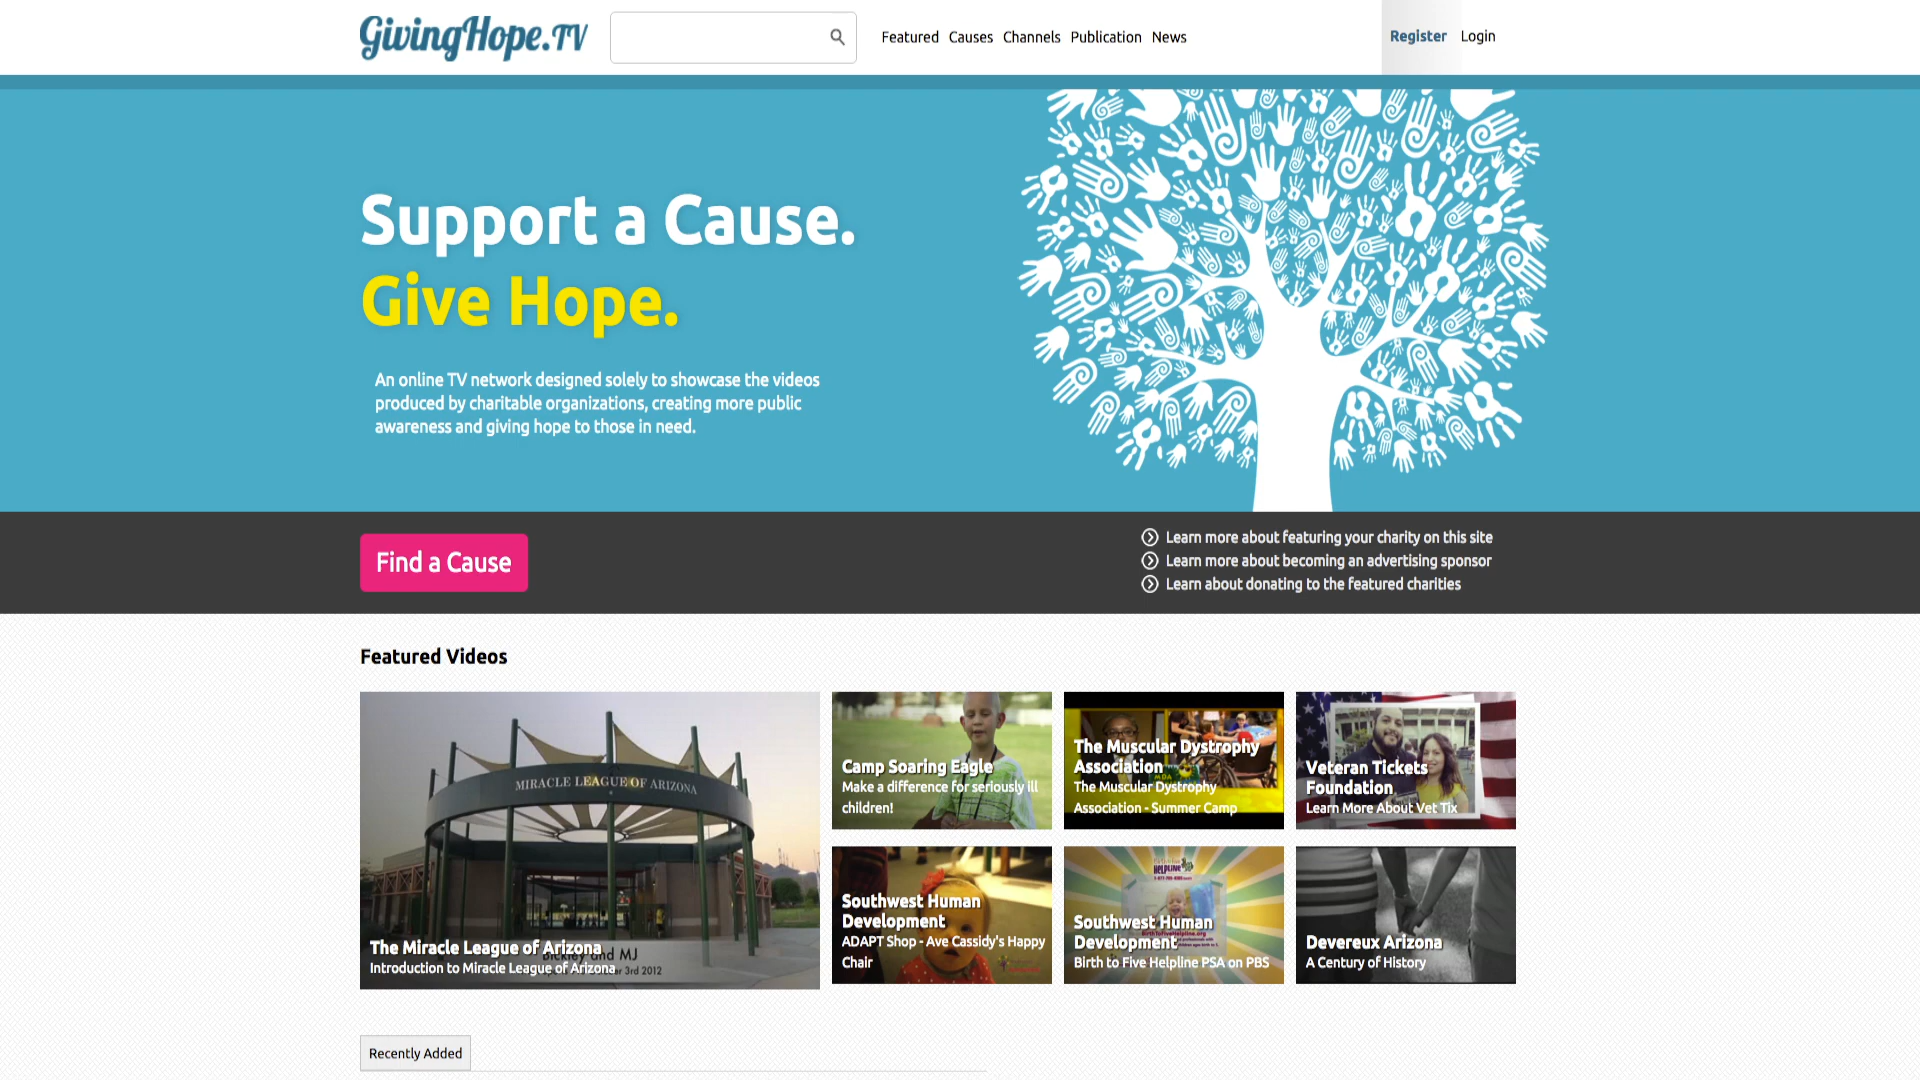 GivingHope.TV
Featured Causes Channels Publication News
Register Login
Support a Cause.
Give Hope.
An online TV network designed solely to showcase the videos
produced by charitable organizations, creating more public
awareness and giving hope to those in need.
Find a Cause
Learn more about featuring your charity on this site
Learn more about becoming an advertising sponsor
Learn about donating to the featured charities
Featured Videos
MIRACLE LEAGUE OF ARIZONA
The Miracle League of Arizona
and MJ
Introduction to Miracle League of Arizona
3rd 2012
Camp Soaring Eagle
Make a difference for seriously ill
children!
The Muscular Dystrophy
Association
MDA
The Muscular Dystrophy
Association - Summer Camp
Veteran Tickets
Foundation
Learn More About Vet Tix
Southwest Human
Development
ADAPT Shop - Ave Cassidy's Happy
Chair
HELPLINE
Southwest Human
Development
Birth to Five Helpline PSA on PBS
Devereux Arizona
A Century of History
Recently Added